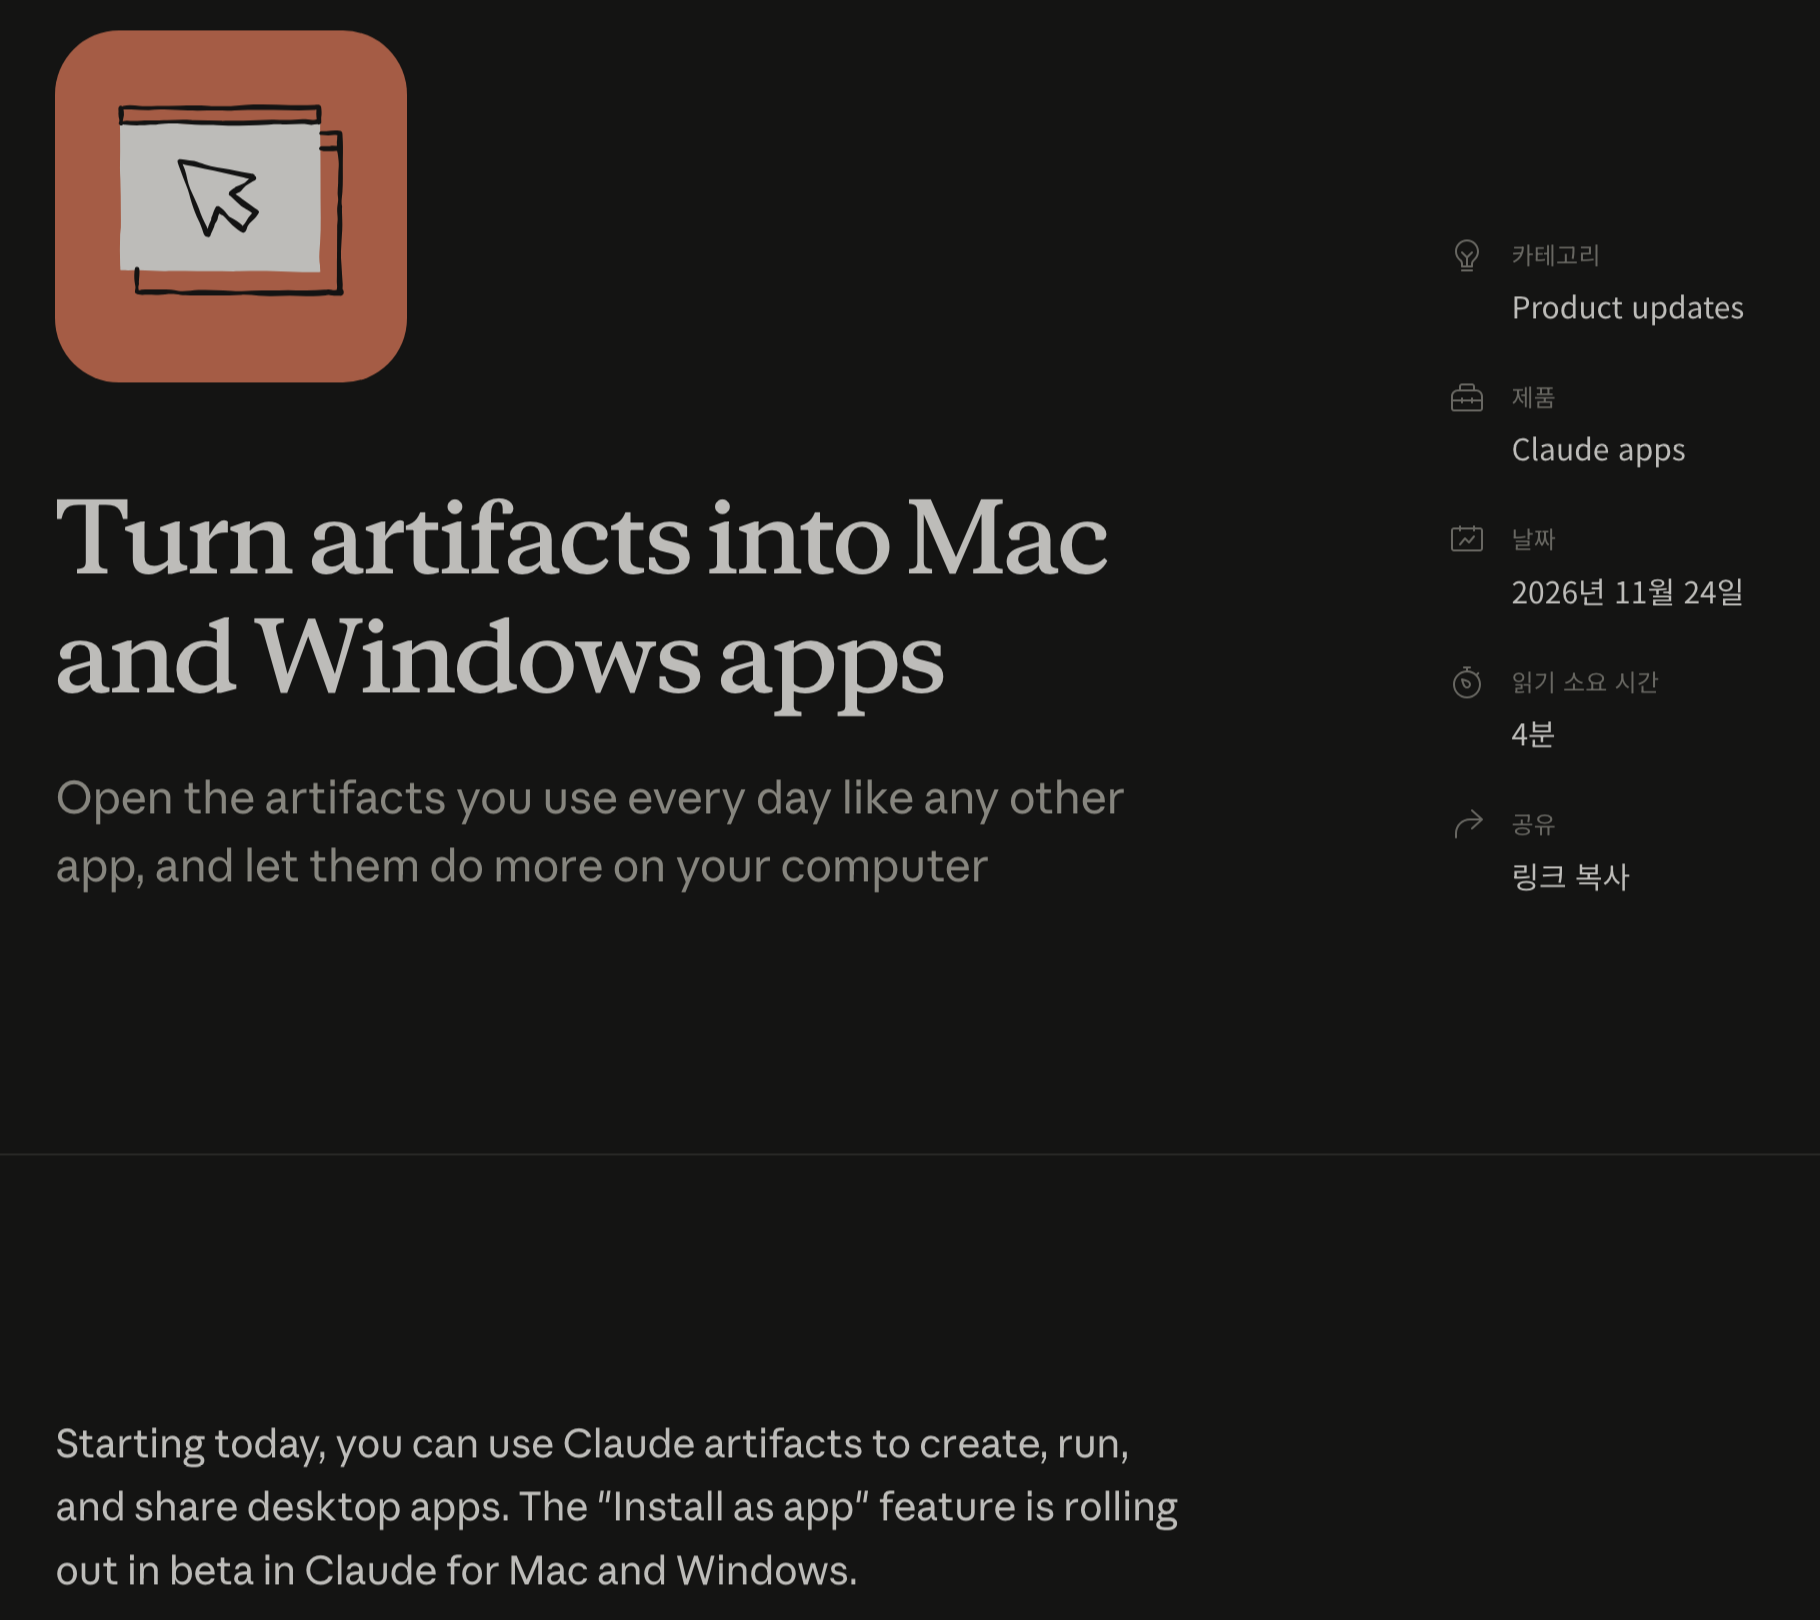 Turn artifacts into Mac
and Windows apps
Open the artifacts you use every day like any other
app, and let them do more on your computer
카테고리
Product updates
제품
Claude apps
날짜
2026년 11월 24일
읽기 소요 시간
4분
공유
링크 복사
Starting today, you can use Claude artifacts to create, run,
and share desktop apps. The "Install as app" feature is rolling
out in beta in Claude for Mac and Windows.